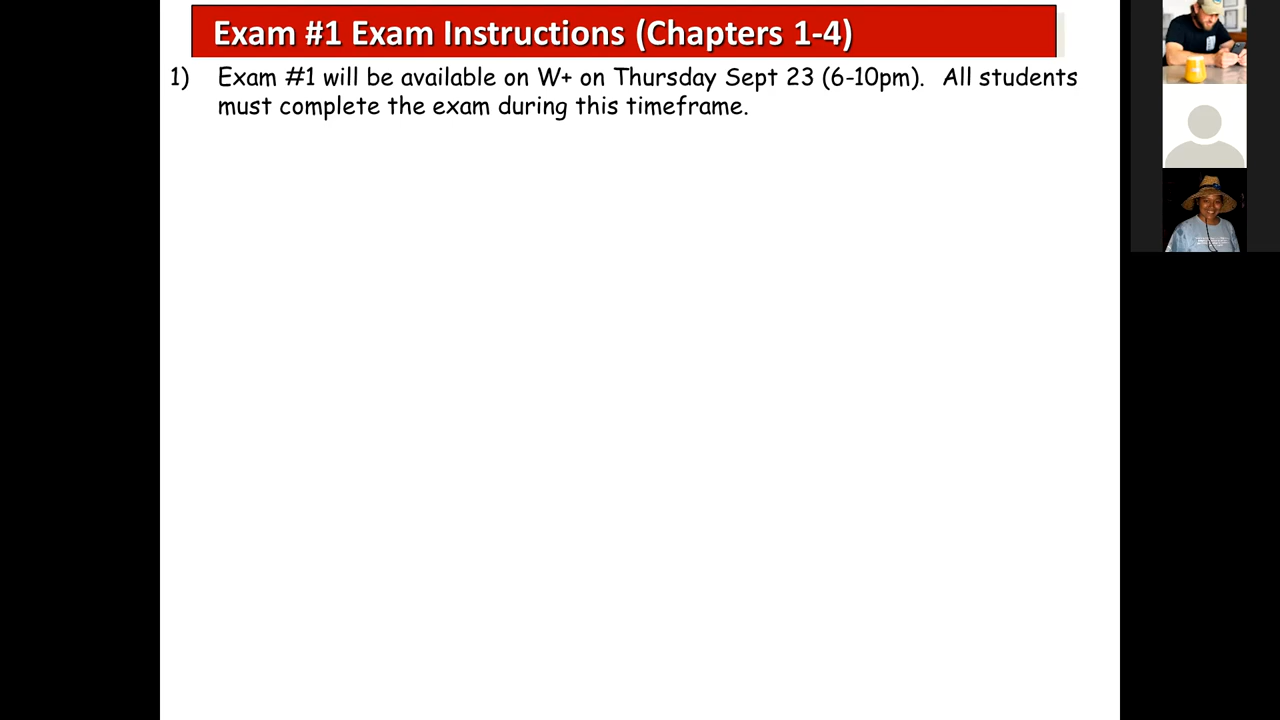 Exam #1 Exam Instructions (Chapters 1-4)
1) Exam #1 will be available on W+ on Thursday Sept 23 (6-10pm). All students
must complete the exam during this timeframe.